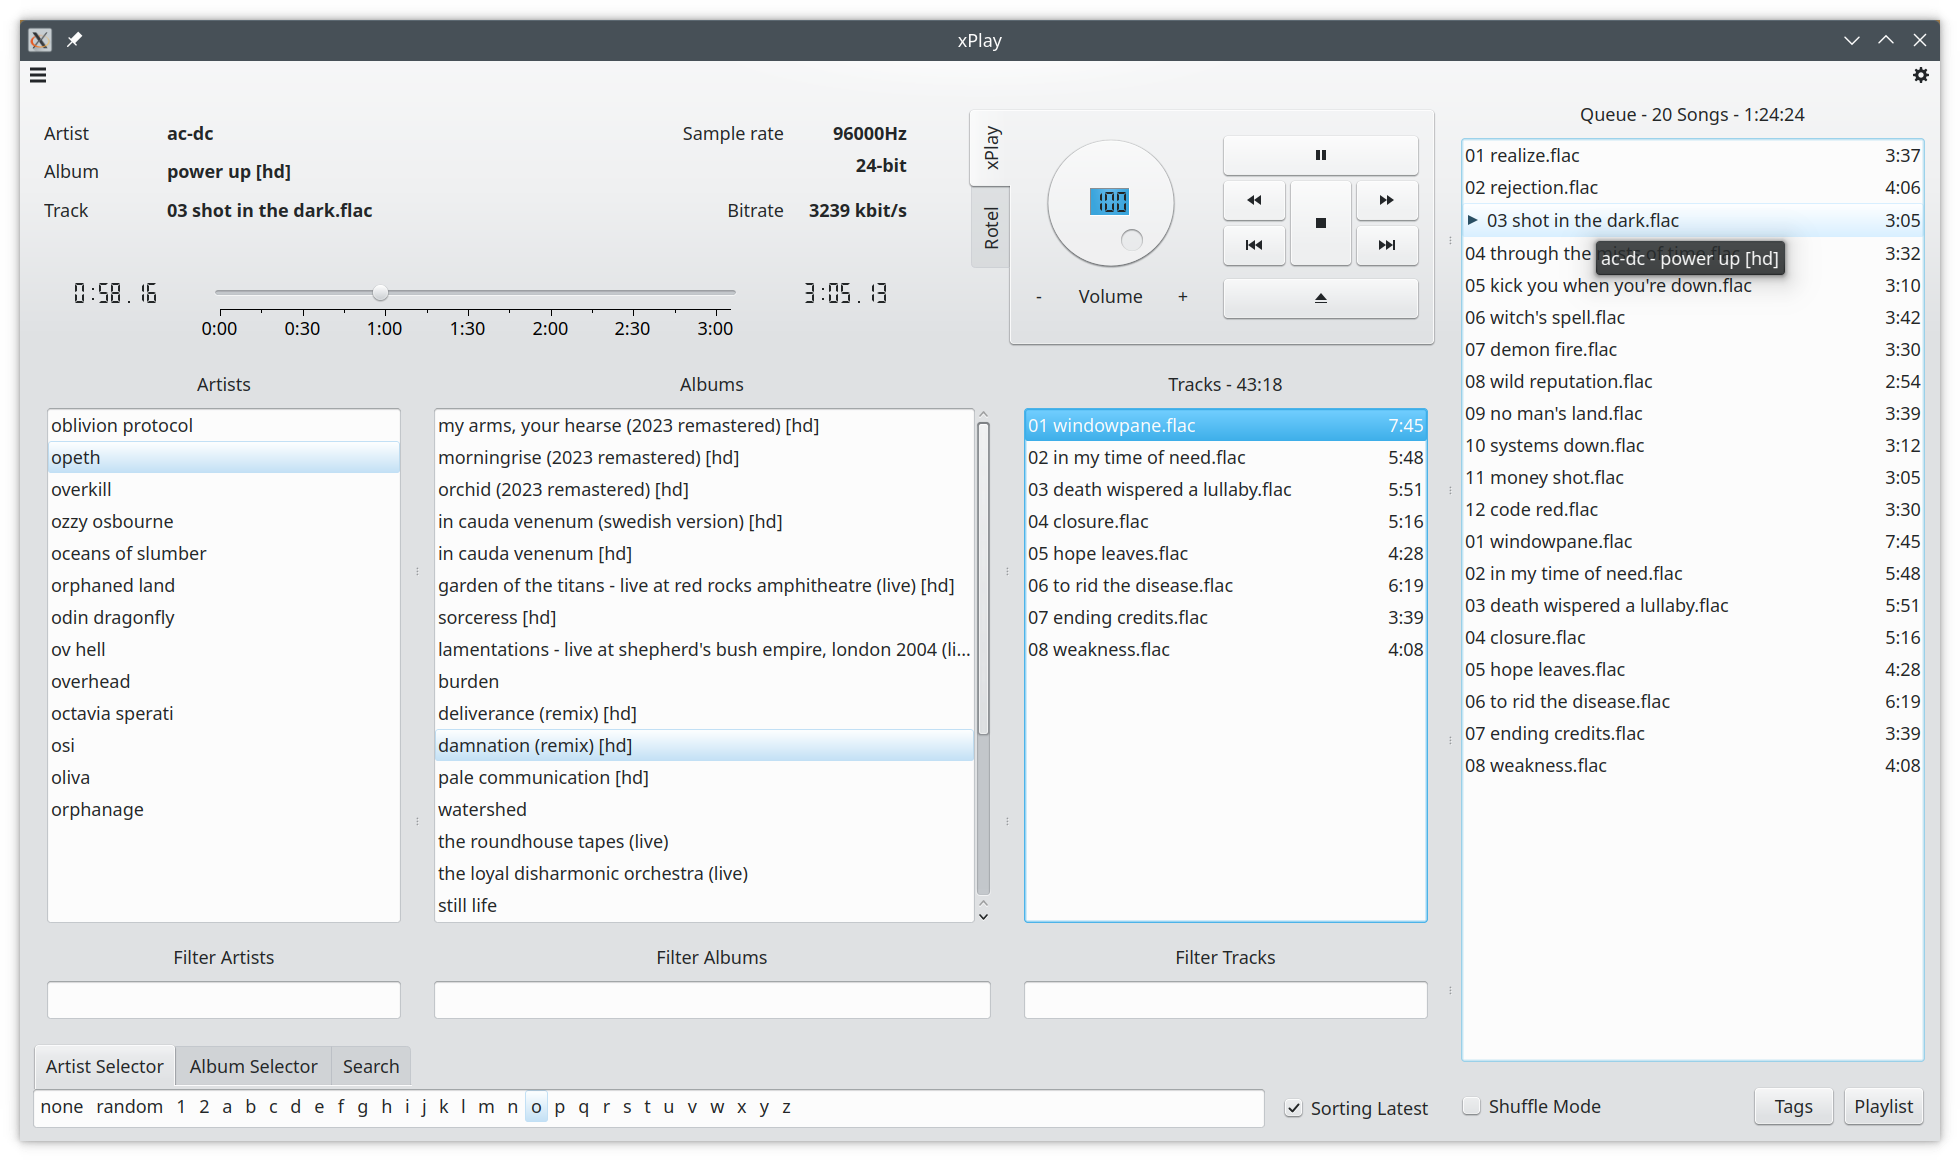 xPlay
Artist ac-dc
Album power up [hd]
Track 03 shot in the dark.flac
Sample rate 96000Hz
24-bit
Bitrate 3239 kbit/s
0:58.16
3:05.13
0:00 0:30 1:00 1:30 2:00 2:30 3:00
xPlay
Rotel
100
- Volume +
Queue - 20 Songs - 1:24:24
01 realize.flac 3:37
02 rejection.flac 4:06
03 shot in the dark.flac 3:05
04 through the 3:32
ac-dc - power up [hd]
05 kick you when you're down.flac 3:10
06 witch's spell.flac 3:42
07 demon fire.flac 3:30
08 wild reputation.flac 2:54
09 no man's land.flac 3:39
10 systems down.flac 3:12
11 money shot.flac 3:05
12 code red.flac 3:30
01 windowpane.flac 7:45
02 in my time of need.flac 5:48
03 death wispered a lullaby.flac 5:51
04 closure.flac 5:16
05 hope leaves.flac 4:28
06 to rid the disease.flac 6:19
07 ending credits.flac 3:39
08 weakness.flac 4:08
Artists
oblivion protocol
opeth
overkill
ozzy osbourne
oceans of slumber
orphaned land
odin dragonfly
ov hell
overhead
octavia sperati
osi
oliva
orphanage
Albums
my arms, your hearse (2023 remastered) [hd]
morningrise (2023 remastered) [hd]
orchid (2023 remastered) [hd]
in cauda venenum (swedish version) [hd]
in cauda venenum [hd]
garden of the titans - live at red rocks amphitheatre (live) [hd]
sorceress [hd]
lamentations - live at shepherd's bush empire, london 2004 (li...
burden
deliverance (remix) [hd]
damnation (remix) [hd]
pale communication [hd]
watershed
the roundhouse tapes (live)
the loyal disharmonic orchestra (live)
still life
Tracks - 43:18
01 windowpane.flac 7:45
02 in my time of need.flac 5:48
03 death wispered a lullaby.flac 5:51
04 closure.flac 5:16
05 hope leaves.flac 4:28
06 to rid the disease.flac 6:19
07 ending credits.flac 3:39
08 weakness.flac 4:08
Filter Artists
Filter Albums
Filter Tracks
Artist Selector Album Selector Search
none random 1 2 a b c d e f g h i j k l m n o p q r s t u v w x y z
Sorting Latest
Shuffle Mode
Tags
Playlist